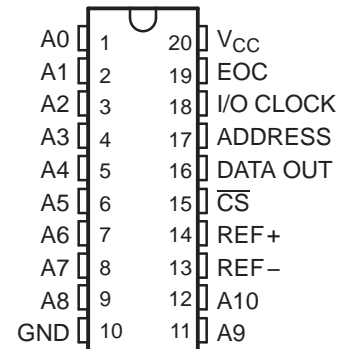 A0 1 20 VCC
A1 2 19 EOC
A2 3 18 I/O CLOCK
A3 4 17 ADDRESS
A4 5 16 DATA OUT
A5 6 15 C̅S̅
A6 7 14 REF+
A7 8 13 REF−
A8 9 12 A10
GND 10 11 A9